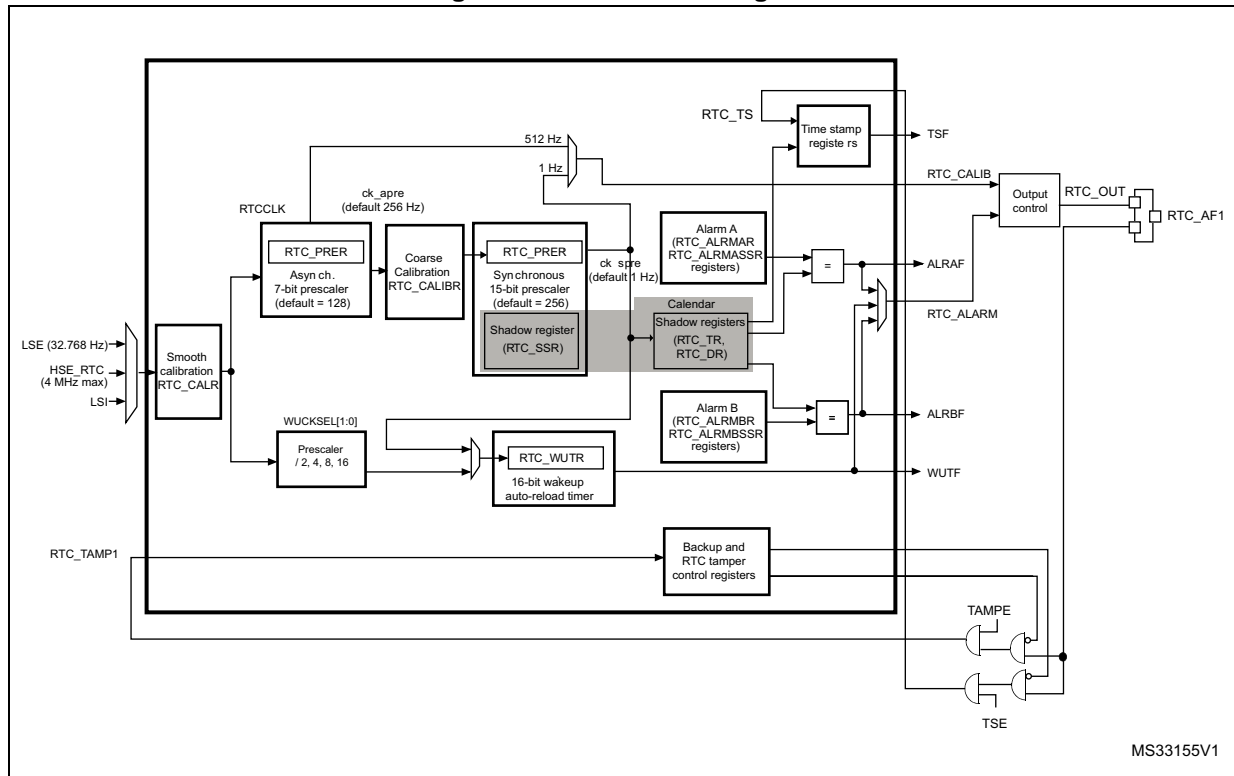 RTC_TS
Time stamp
registe rs
TSF
512 Hz
1 Hz
RTC_CALIB
Output
control
RTC_OUT
RTC_AF1
RTCCLK
ck_apre
(default 256 Hz)
RTC_PRER
Asyn ch.
7-bit prescaler
(default = 128)
Coarse
Calibration
RTC_CALIBR
RTC_PRER
Syn chronous
15-bit prescaler
(default = 256)
Shadow register
(RTC_SSR)
ck_spre
(default 1 Hz)
Alarm A
(RTC_ALRMAR
RTC_ALRMASSR
registers)
=
ALRAF
Calendar
Shadow registers
(RTC_TR,
RTC_DR)
RTC_ALARM
LSE (32.768 Hz)
HSE_RTC
(4 MHz max)
LSI
Smooth
calibration
RTC_CALR
WUCKSEL[1:0]
Prescaler
/ 2, 4, 8, 16
RTC_WUTR
16-bit wakeup
auto-reload timer
Alarm B
(RTC_ALRMBR
RTC_ALRMBSSR
registers)
=
ALRBF
WUTF
RTC_TAMP1
Backup and
RTC tamper
control registers
TAMPE
TSE
MS33155V1